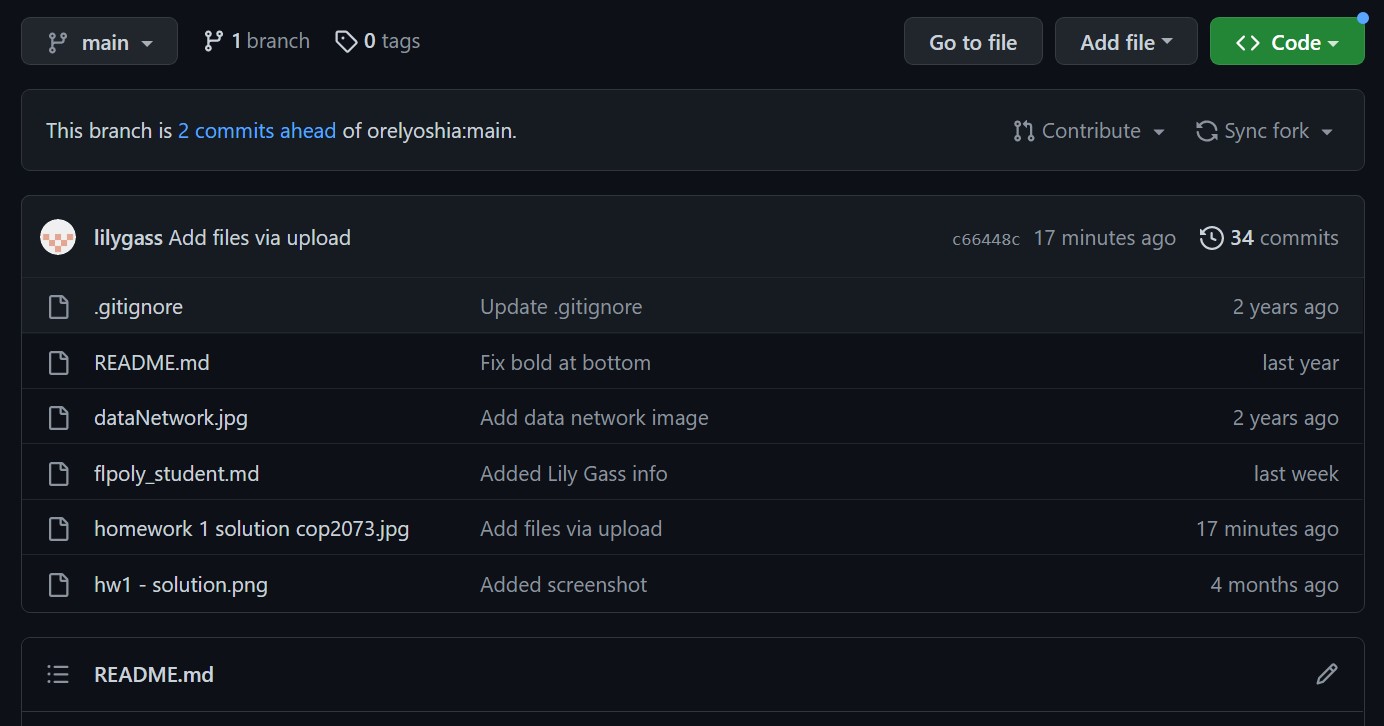 main 1 branch 0 tags Go to file Add file <> Code
This branch is 2 commits ahead of orelyoshia:main. Contribute Sync fork
lilygass Add files via upload c66448c 17 minutes ago 34 commits
.gitignore Update .gitignore 2 years ago
README.md Fix bold at bottom last year
dataNetwork.jpg Add data network image 2 years ago
flpoly_student.md Added Lily Gass info last week
homework 1 solution cop2073.jpg Add files via upload 17 minutes ago
hw1 - solution.png Added screenshot 4 months ago
README.md